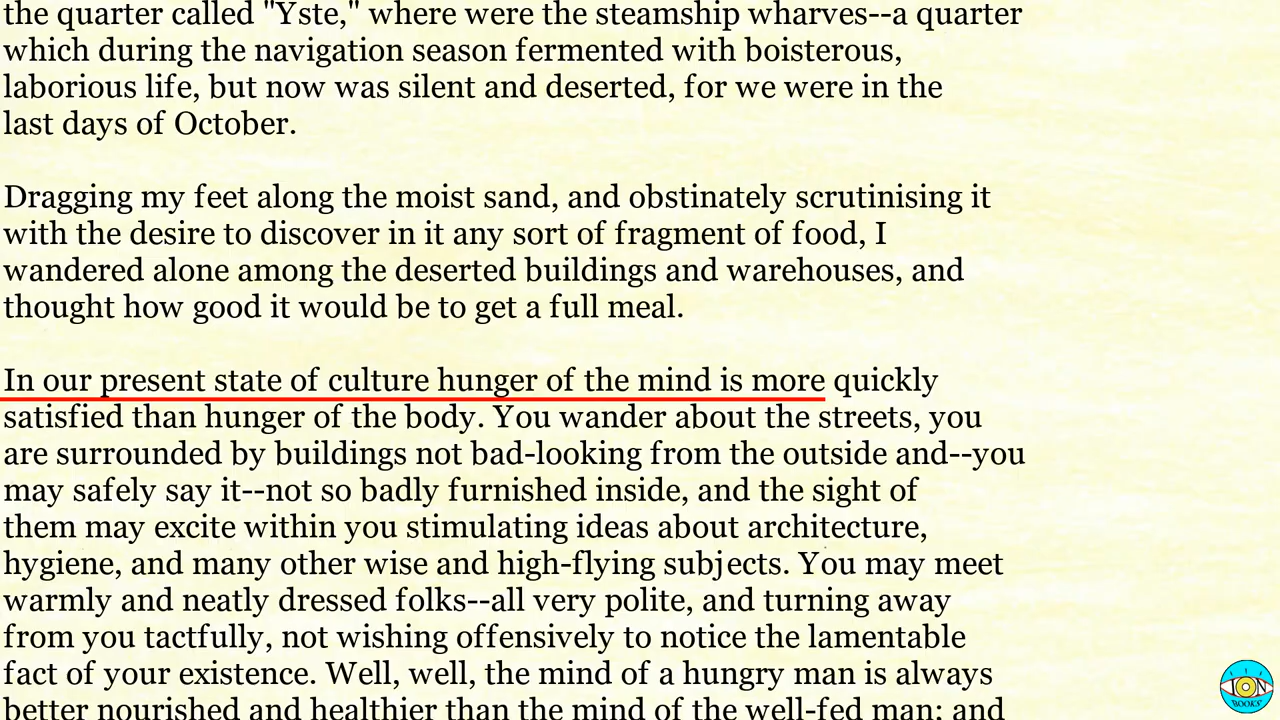 the quarter called "Yste," where were the steamship wharves--a quarter
which during the navigation season fermented with boisterous,
laborious life, but now was silent and deserted, for we were in the
last days of October.
Dragging my feet along the moist sand, and obstinately scrutinising it
with the desire to discover in it any sort of fragment of food, I
wandered alone among the deserted buildings and warehouses, and
thought how good it would be to get a full meal.
In our present state of culture hunger of the mind is more quickly
satisfied than hunger of the body. You wander about the streets, you
are surrounded by buildings not bad-looking from the outside and--you
may safely say it--not so badly furnished inside, and the sight of
them may excite within you stimulating ideas about architecture,
hygiene, and many other wise and high-flying subjects. You may meet
warmly and neatly dressed folks--all very polite, and turning away
from you tactfully, not wishing offensively to notice the lamentable
fact of your existence. Well, well, the mind of a hungry man is always
better nourished and healthier than the mind of the well-fed man; and
ION
BOOKS